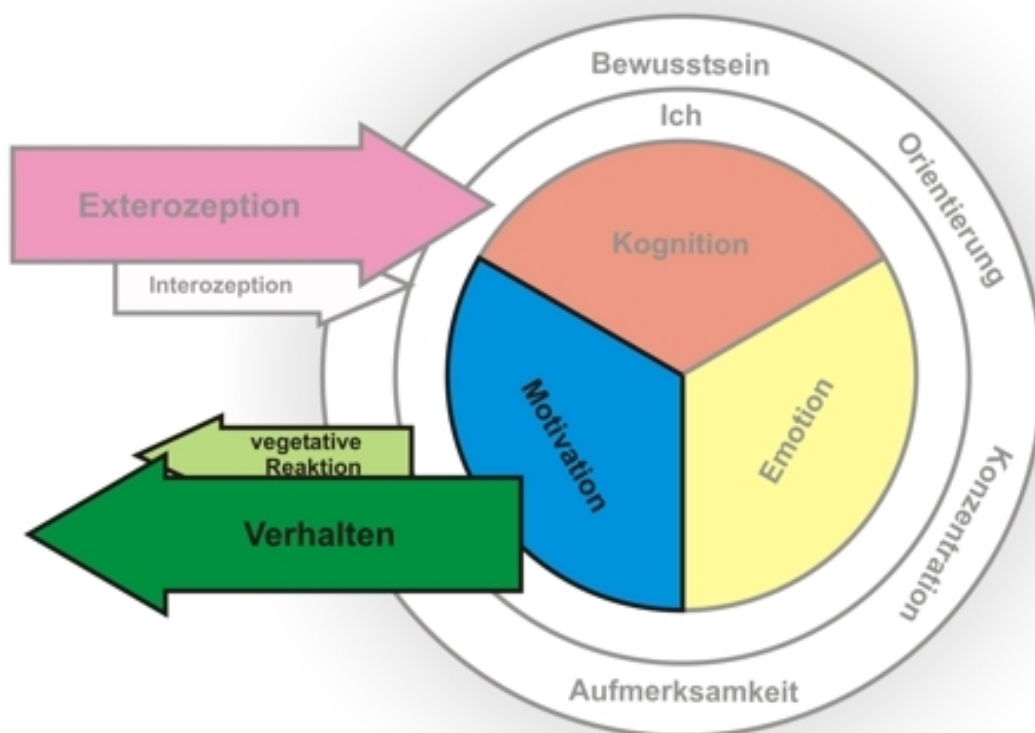 Bewusstsein
Ich
Orientierung
Exterozeption
Kognition
Interozeption
Motivation
Emotion
vegetative
Reaktion
Verhalten
Konzentration
Aufmerksamkeit